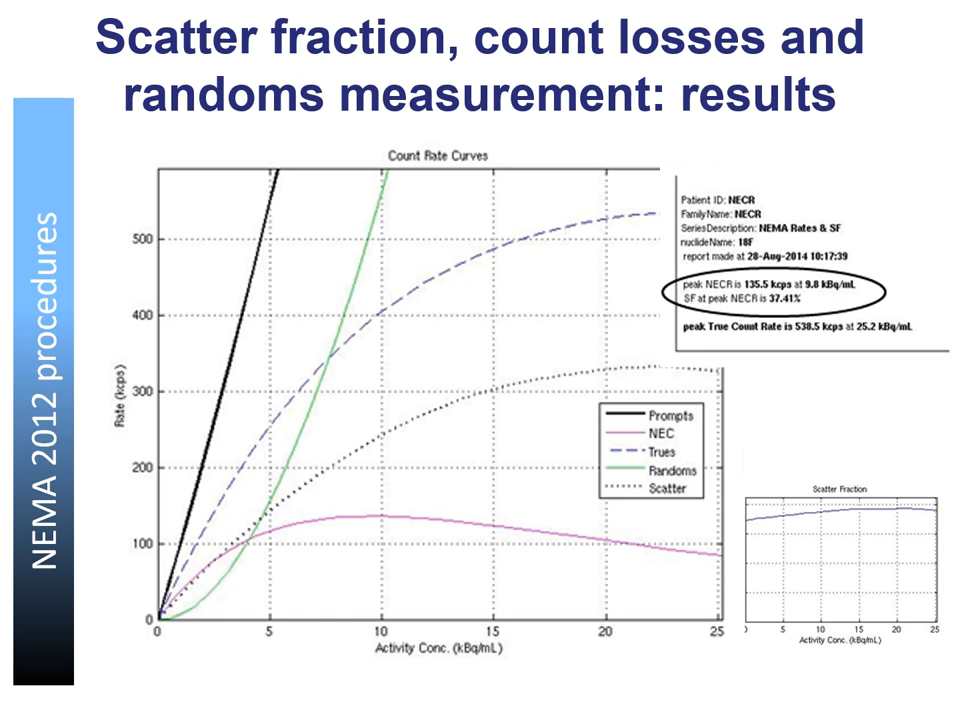 Scatter fraction, count losses and
randoms measurement: results
NEMA 2012 procedures
Count Rate Curves
Rate (kcps)
500
400
300
200
100
0
0 5 10 15 20 25
Activity Conc. (kBq/mL)
Prompts
NEC
Trues
Randoms
Scatter
Patient ID: NECR
FamilyName: NECR
SeriesDescription: NEMA Rates & SF
nuclideName: 18F
report made at 28-Aug-2014 10:17:39
peak NECR is 135.5 kcps at 9.8 kBq/mL
SF at peak NECR is 37.41%
peak True Count Rate is 538.5 kcps at 25.2 kBq/mL
Scatter Fraction
0 5 10 15 20 25
Activity Conc. (kBq/mL)